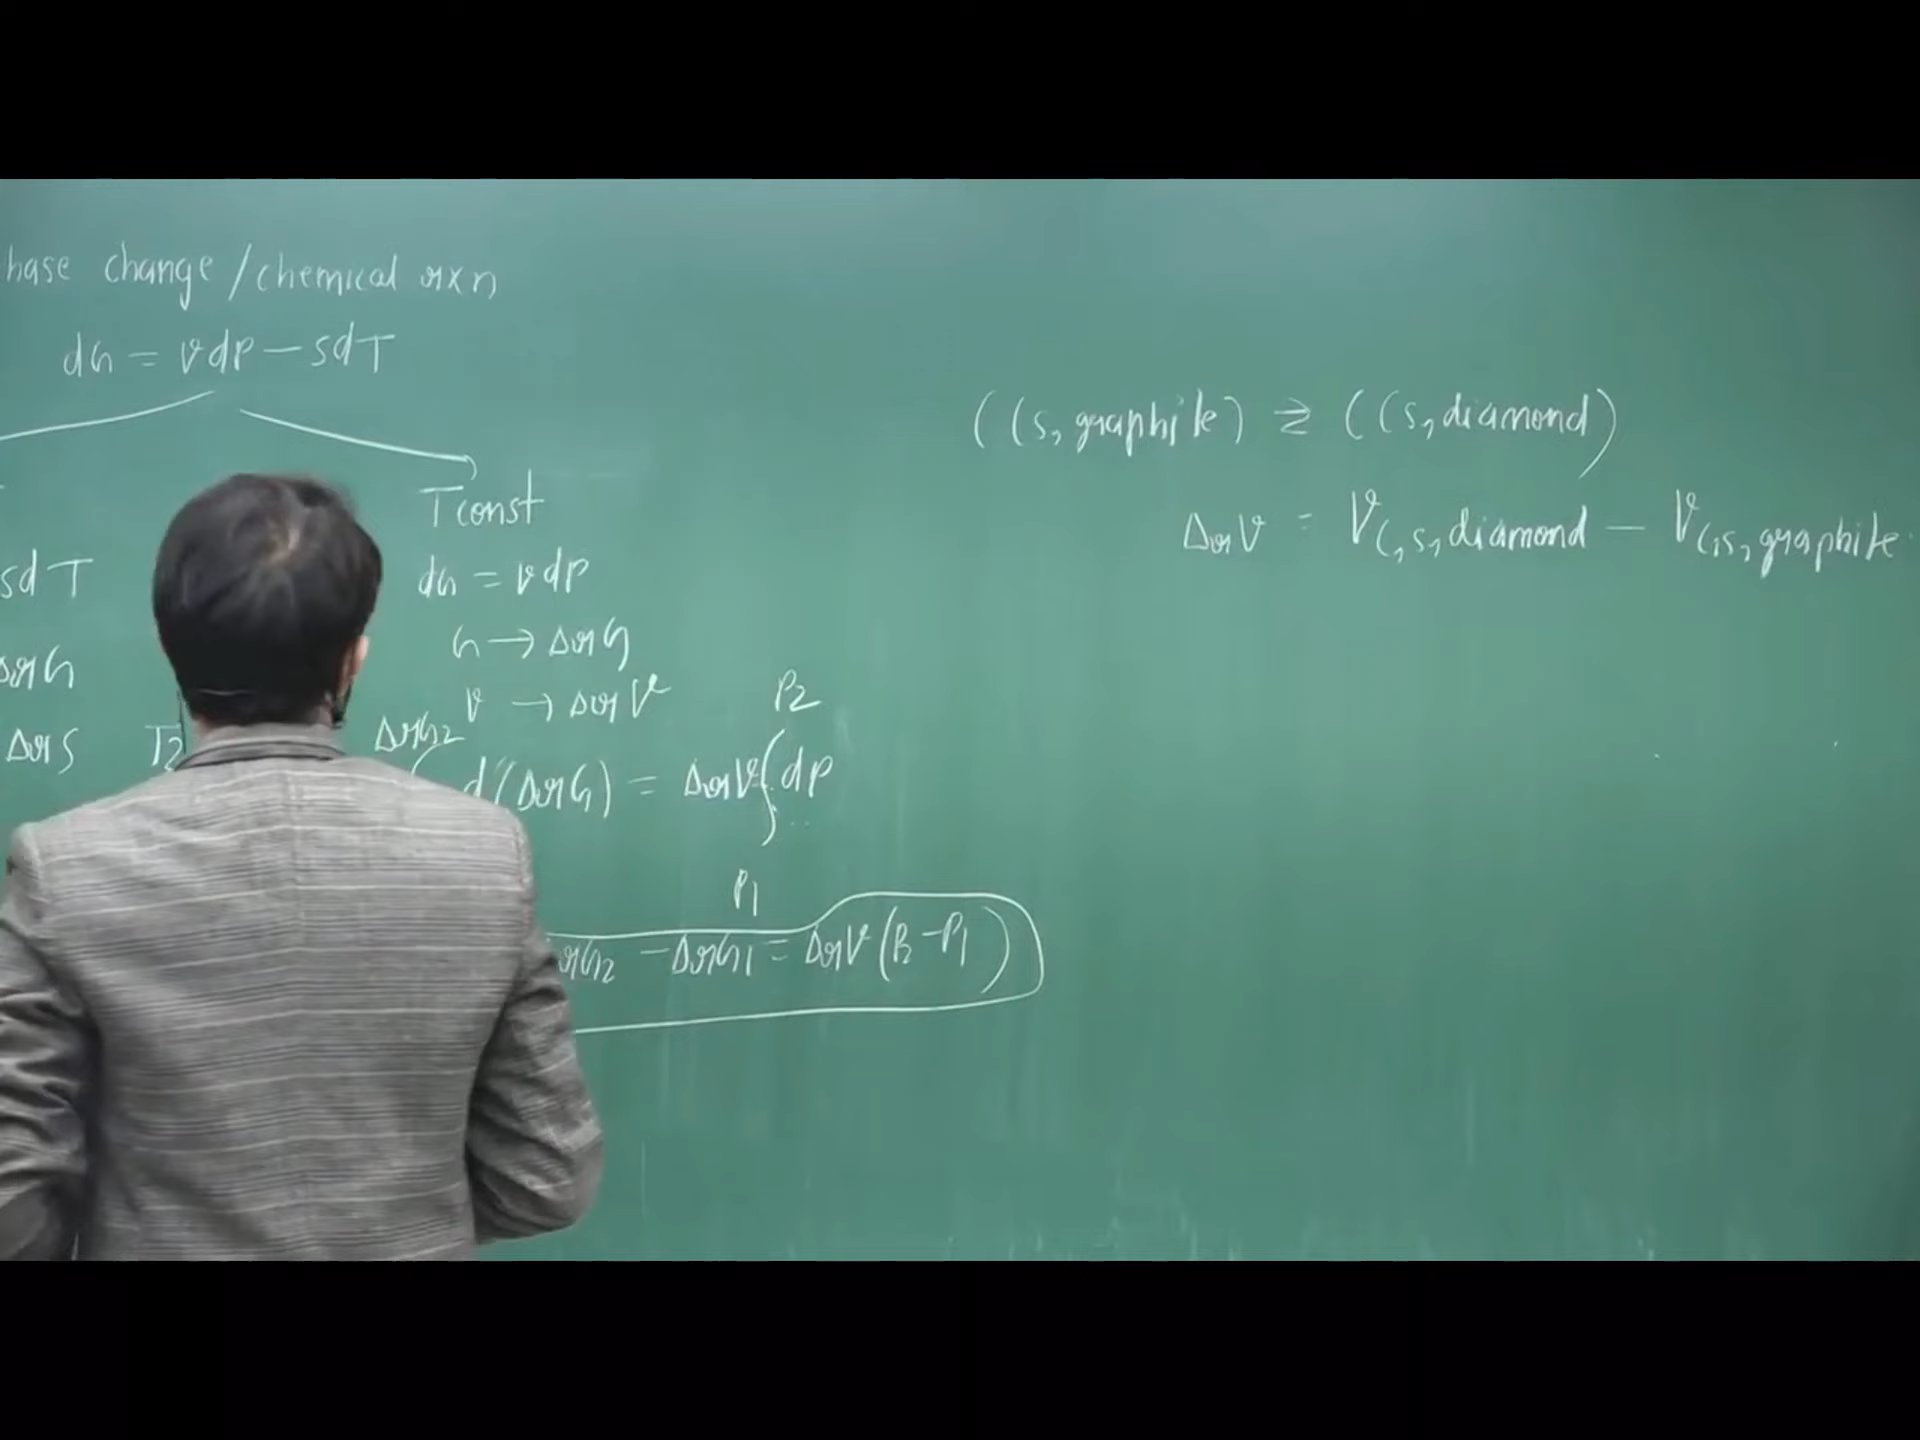 hase change / chemical rxn
dG = vdp – sdT
T const
sdT
dG = vdp
ΔrG
G → ΔrG
v → ΔrV
ΔrS T2
ΔrG2 P2
d(ΔrG) = ΔrV ∫ dp
P1
rG2 – ΔrG1 = ΔrV (P2 – P1)
C(s, graphite) ⇌ C(s, diamond)
ΔrV = VC,s,diamond – VC,s,graphite